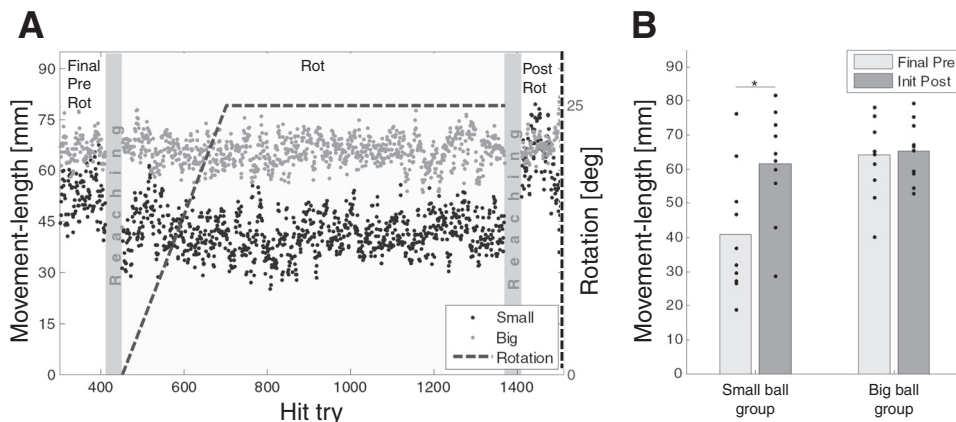 A
Movement-length [mm]
90
75
60
45
30
15
0
Final
Pre
Rot
Reaching
Rot
Reaching
Post
Rot
25
0
Rotation [deg]
Small
Big
Rotation
400
600
800
1000
1200
1400
Hit try
B
Movement-length [mm]
90
80
70
60
50
40
30
20
10
0
*
Final Pre
Init Post
Small ball
group
Big ball
group